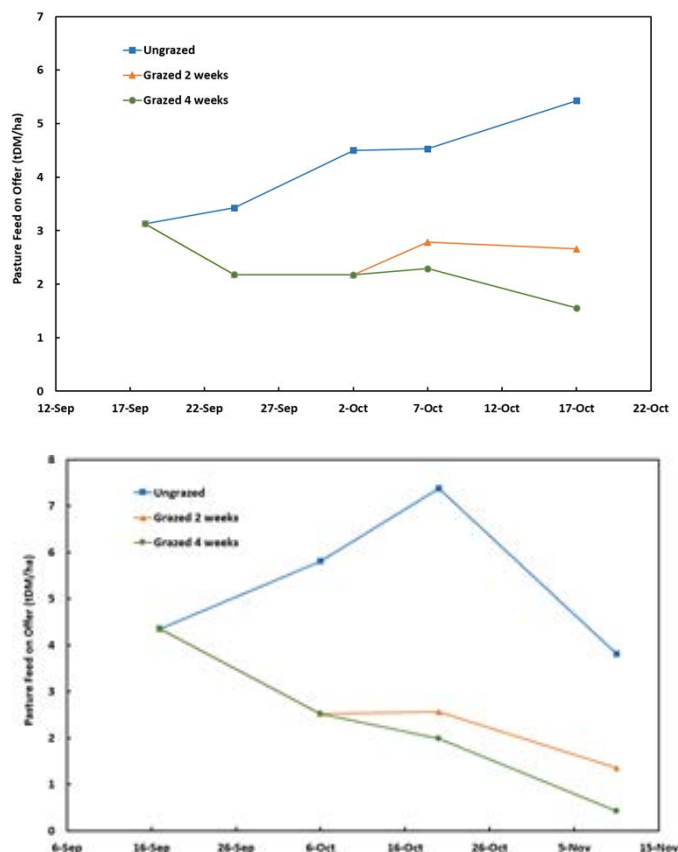 7
6
5
4
3
2
1
0
Pasture Feed on Offer (tDM/ha)
Ungrazed
Grazed 2 weeks
Grazed 4 weeks
12-Sep 17-Sep 22-Sep 27-Sep 2-Oct 7-Oct 12-Oct 17-Oct 22-Oct
8
7
6
5
4
3
2
1
0
Pasture Feed on Offer (tDM/ha)
Ungrazed
Grazed 2 weeks
Grazed 4 weeks
6-Sep 16-Sep 26-Sep 6-Oct 16-Oct 26-Oct 5-Nov 15-Nov